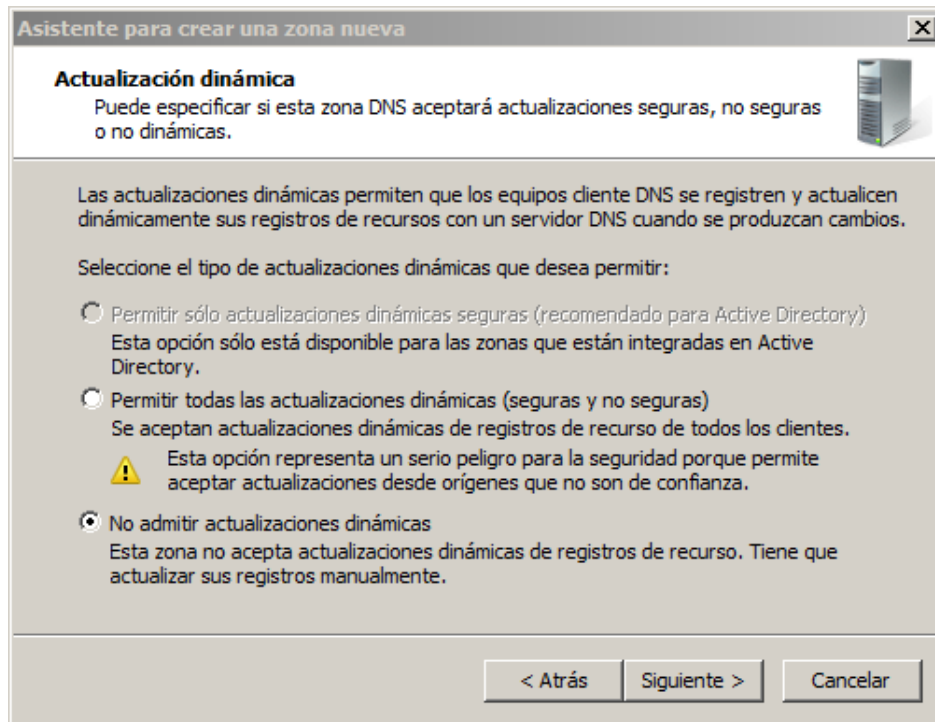 Asistente para crear una zona nueva
Actualización dinámica
Puede especificar si esta zona DNS aceptará actualizaciones seguras, no seguras
o no dinámicas.
Las actualizaciones dinámicas permiten que los equipos cliente DNS se registren y actualicen
dinámicamente sus registros de recursos con un servidor DNS cuando se produzcan cambios.
Seleccione el tipo de actualizaciones dinámicas que desea permitir:
Permitir sólo actualizaciones dinámicas seguras (recomendado para Active Directory)
Esta opción sólo está disponible para las zonas que están integradas en Active
Directory.
Permitir todas las actualizaciones dinámicas (seguras y no seguras)
Se aceptan actualizaciones dinámicas de registros de recurso de todos los clientes.
Esta opción representa un serio peligro para la seguridad porque permite
aceptar actualizaciones desde orígenes que no son de confianza.
No admitir actualizaciones dinámicas
Esta zona no acepta actualizaciones dinámicas de registros de recurso. Tiene que
actualizar sus registros manualmente.
< Atrás Siguiente > Cancelar